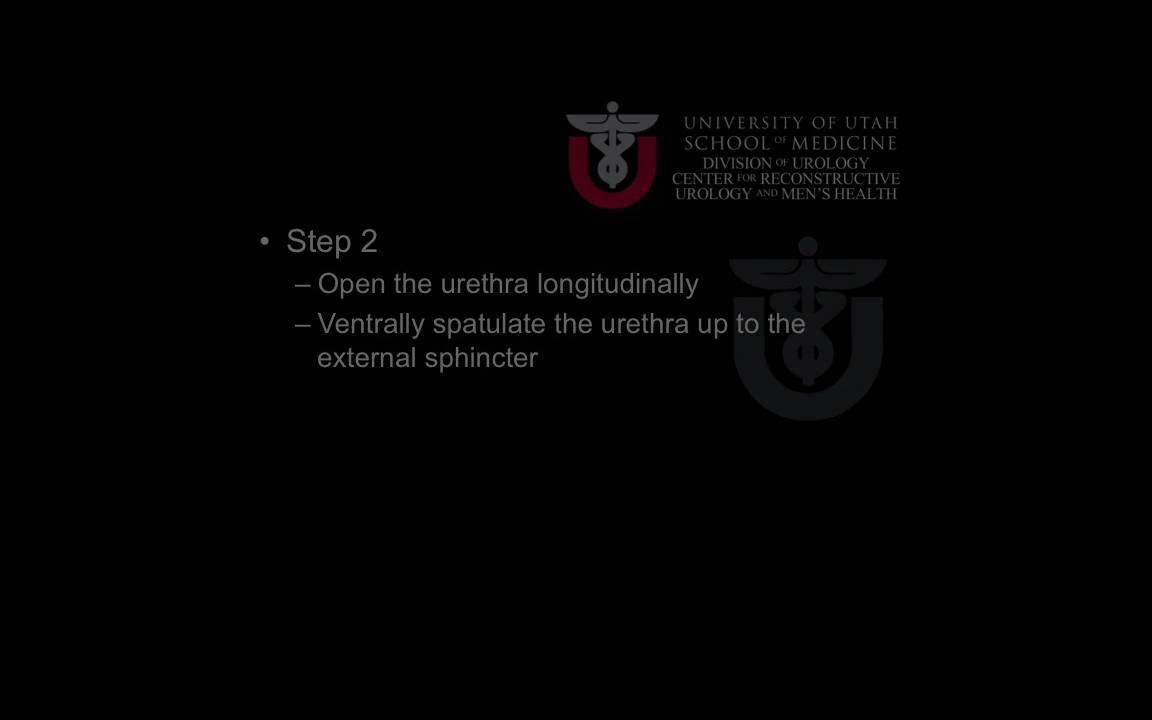 UNIVERSITY OF UTAH
SCHOOL OF MEDICINE
DIVISION OF UROLOGY
CENTER FOR RECONSTRUCTIVE
UROLOGY AND MEN'S HEALTH
• Step 2
– Open the urethra longitudinally
– Ventrally spatulate the urethra up to the
external sphincter